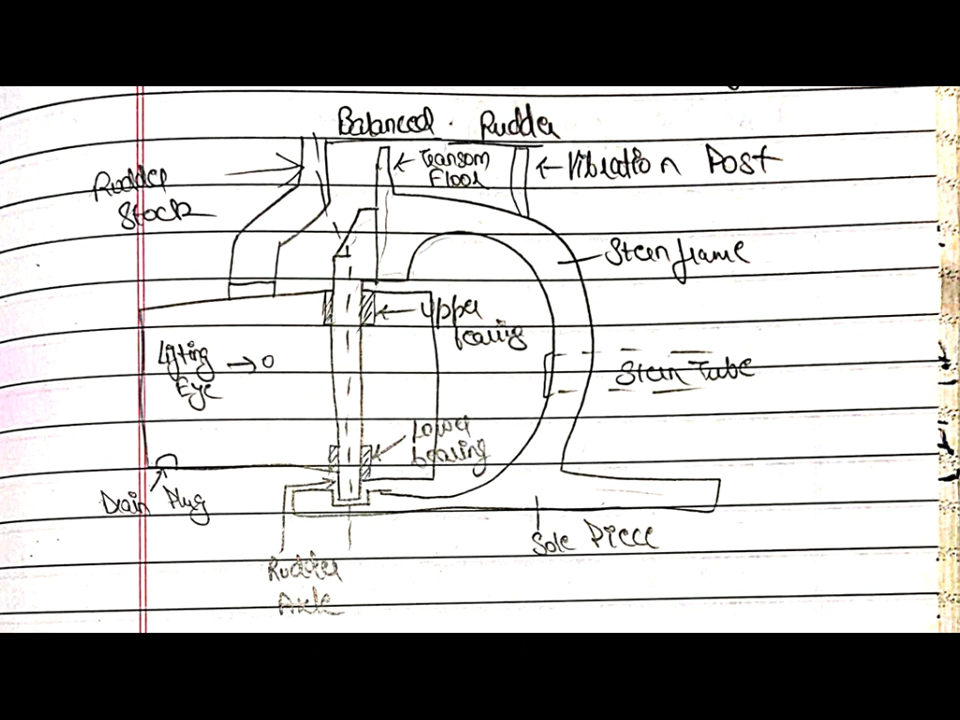 Balanced. Rudder
Transom
Floor
Vibration Post
Rudder
Stock
Stern frame
Upper
bearing
Lifting
Eye
Stern Tube
Lower
bearing
Drain Plug
Sole Piece
Rudder
Axle